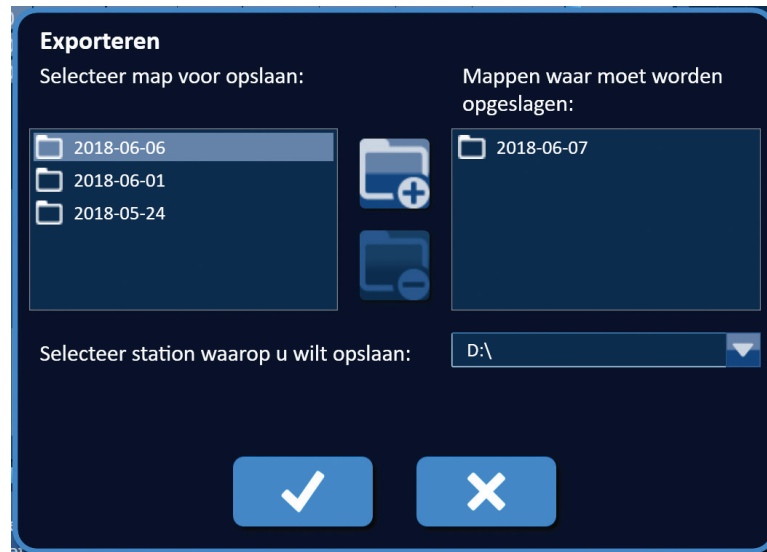 Exporteren
Selecteer map voor opslaan:
Mappen waar moet worden
opgeslagen:
2018-06-06
2018-06-01
2018-05-24
2018-06-07
Selecteer station waarop u wilt opslaan:
D:\